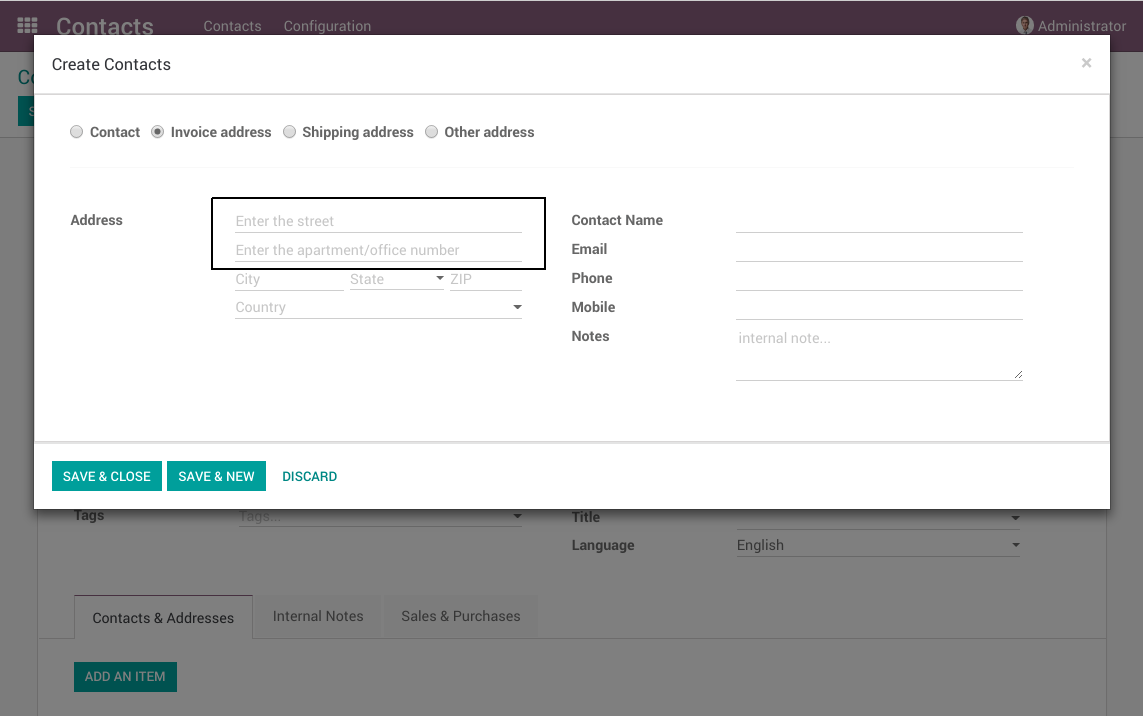 Contacts Contacts Configuration Administrator
Create Contacts ×
Contact Invoice address Shipping address Other address
Address Enter the street Contact Name
Enter the apartment/office number Email
City State ZIP Phone
Country Mobile
Notes internal note...
SAVE & CLOSE SAVE & NEW DISCARD
Tags Tags... Title
Language English
Contacts & Addresses Internal Notes Sales & Purchases
ADD AN ITEM